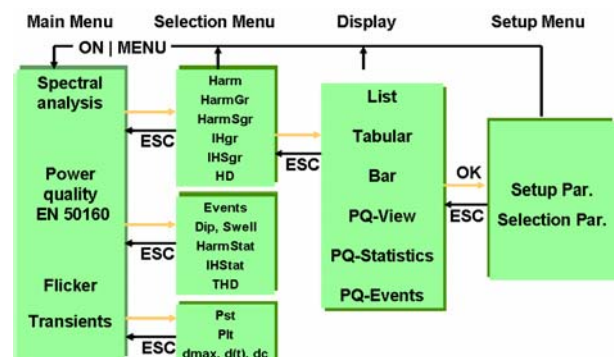 Main Menu Selection Menu Display Setup Menu
ON | MENU
Spectral
analysis
Power
quality
EN 50160
Flicker
Transients
ESC
ESC
ESC
Harm
HarmGr
HarmSgr
IHgr
IHSgr
HD
Events
Dip, Swell
HarmStat
IHStat
THD
Pst
Plt
dmax, d(t), dc
ESC
List
Tabular
Bar
PQ-View
PQ-Statistics
PQ-Events
OK
ESC
Setup Par.
Selection Par.